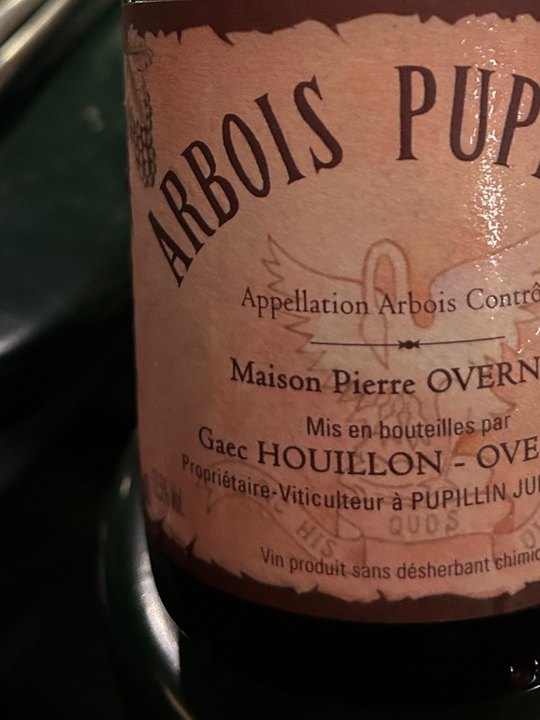 ARBOIS PUP
Appellation Arbois Contrô
Maison Pierre OVERN
Mis en bouteilles par
Gaec HOUILLON - OVE
Propriétaire-Viticulteur à PUPILLIN JU
HIS QUOS
Vin produit sans désherbant chimi